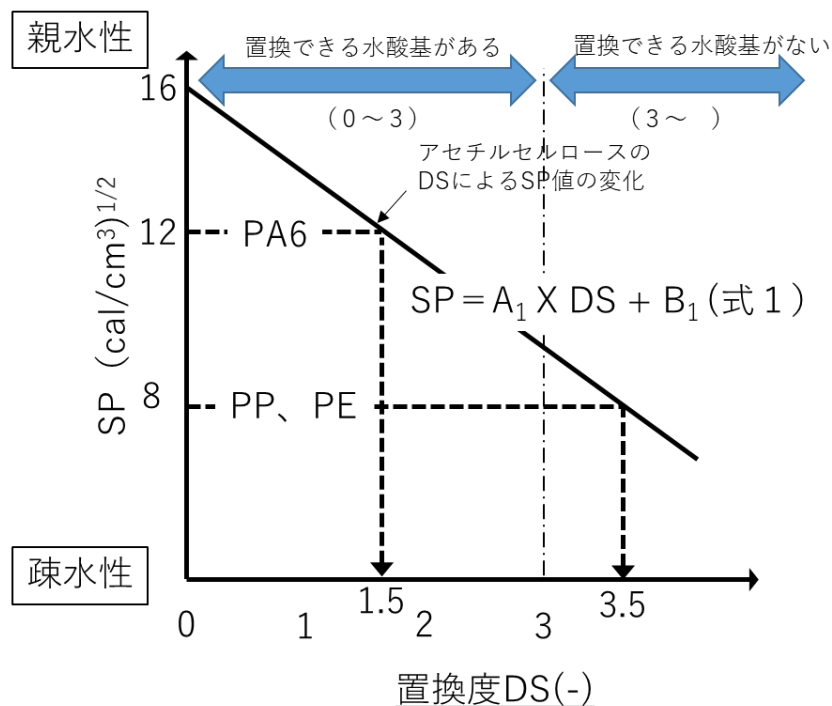 親水性
置換できる水酸基がある
置換できる水酸基がない
(0～3)
(3～ )
アセチルセルロースの
DSによるSP値の変化
16
12
8
PA6
PP、PE
SP＝A₁ X DS + B₁ (式1)
SP (cal/cm³)¹/²
疎水性
0
1
1.5
2
3
3.5
置換度DS(-)